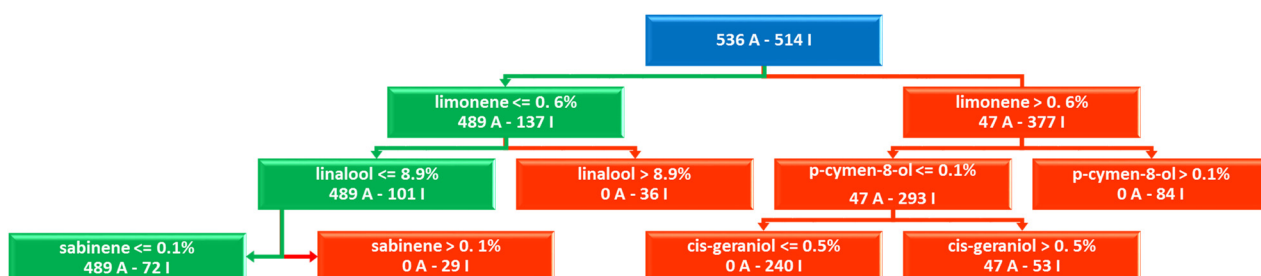 536 A - 514 I
limonene <= 0. 6%
489 A - 137 I
limonene > 0. 6%
47 A - 377 I
linalool <= 8.9%
489 A - 101 I
linalool > 8.9%
0 A - 36 I
p-cymen-8-ol <= 0.1%
47 A - 293 I
p-cymen-8-ol > 0.1%
0 A - 84 I
sabinene <= 0.1%
489 A - 72 I
sabinene > 0. 1%
0 A - 29 I
cis-geraniol <= 0.5%
0 A - 240 I
cis-geraniol > 0. 5%
47 A - 53 I